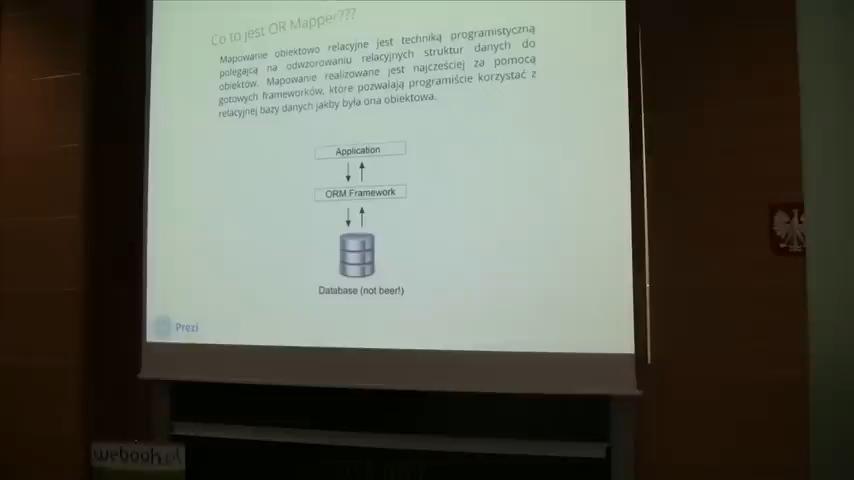 Co to jest OR Mapper???
Mapowanie obiektowo relacyjne jest techniką programistyczną
polegającą na odwzorowaniu relacyjnych struktur danych do
obiektów. Mapowanie realizowane jest najcześciej za pomocą
gotowych frameworków, które pozwalają programiście korzystać z
relacyjnej bazy danych jakby była ona obiektowa.
Application
ORM Framework
Database (not beer!)
Prezi
webook.pl